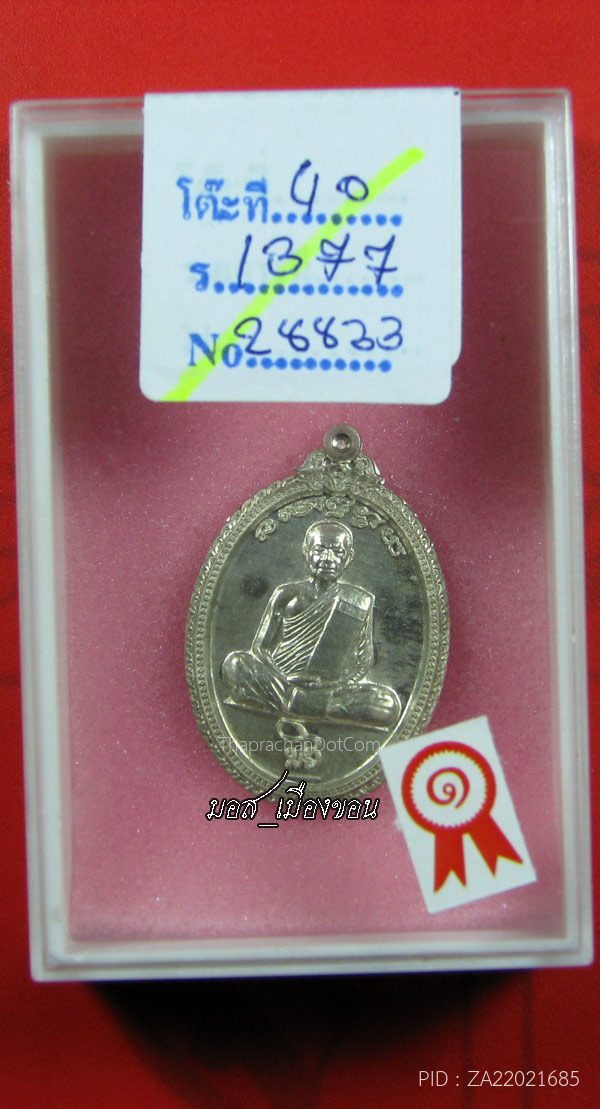 โต๊ะที่ 40
ร. 1377
No 28833
ThaprachanDotCom
มอส_เมืองขอน
๑
PID : ZA22021685